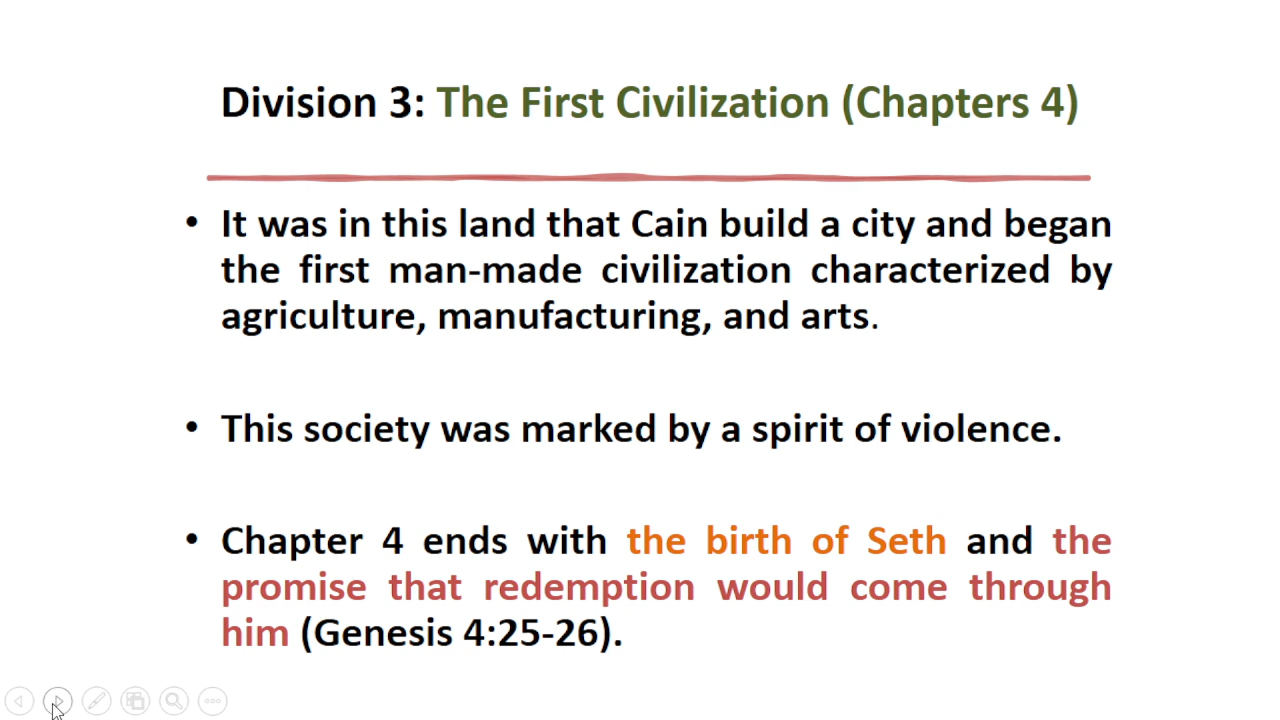 Division 3: The First Civilization (Chapters 4)
• It was in this land that Cain build a city and began
the first man-made civilization characterized by
agriculture, manufacturing, and arts.
• This society was marked by a spirit of violence.
• Chapter 4 ends with the birth of Seth and the
promise that redemption would come through
him (Genesis 4:25-26).